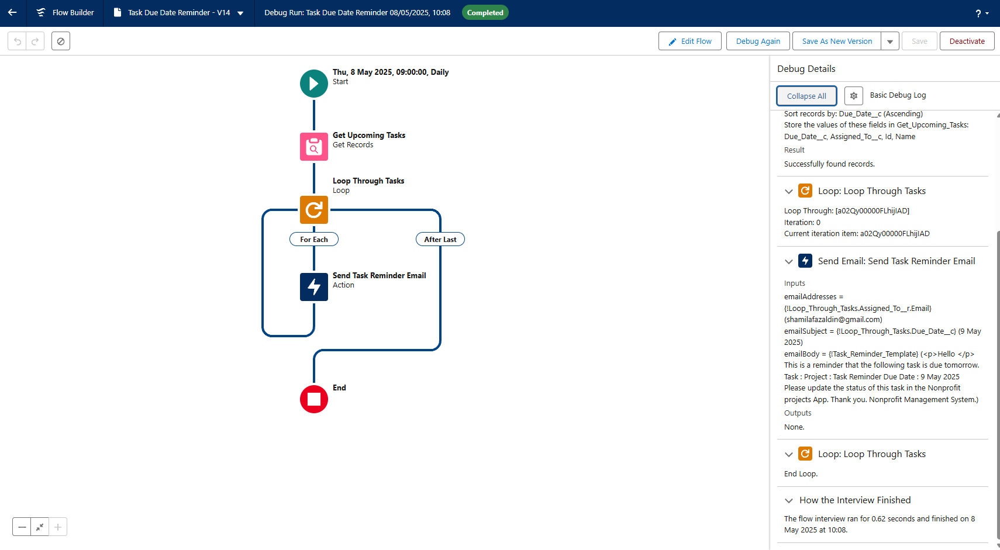 Flow Builder
Task Due Date Reminder - V14
Debug Run: Task Due Date Reminder 08/05/2025, 10:08
Completed
?
Edit Flow
Debug Again
Save As New Version
Save
Deactivate
Thu, 8 May 2025, 09:00:00, Daily
Start
Get Upcoming Tasks
Get Records
Loop Through Tasks
Loop
For Each
After Last
Send Task Reminder Email
Action
End
Debug Details
Collapse All
Basic Debug Log
Sort records by: Due_Date__c (Ascending)
Store the values of these fields in Get_Upcoming_Tasks:
Due_Date__c, Assigned_To__c, Id, Name
Result
Successfully found records.
Loop: Loop Through Tasks
Loop Through: [a02Qy00000FLhijIAD]
Iteration: 0
Current iteration item: a02Qy00000FLhijIAD
Send Email: Send Task Reminder Email
Inputs
emailAddresses =
{!Loop_Through_Tasks.Assigned_To__r.Email}
(shamilafazaldin@gmail.com)
emailSubject = {!Loop_Through_Tasks.Due_Date__c} (9 May
2025)
emailBody = {!Task_Reminder_Template} (<p>Hello </p>
This is a reminder that the following task is due tomorrow.
Task : Project : Task Reminder Due Date : 9 May 2025
Please update the status of this task in the Nonprofit
projects App. Thank you. Nonprofit Management System.)
Outputs
None.
Loop: Loop Through Tasks
End Loop.
How the Interview Finished
The flow interview ran for 0.62 seconds and finished on 8
May 2025 at 10:08.